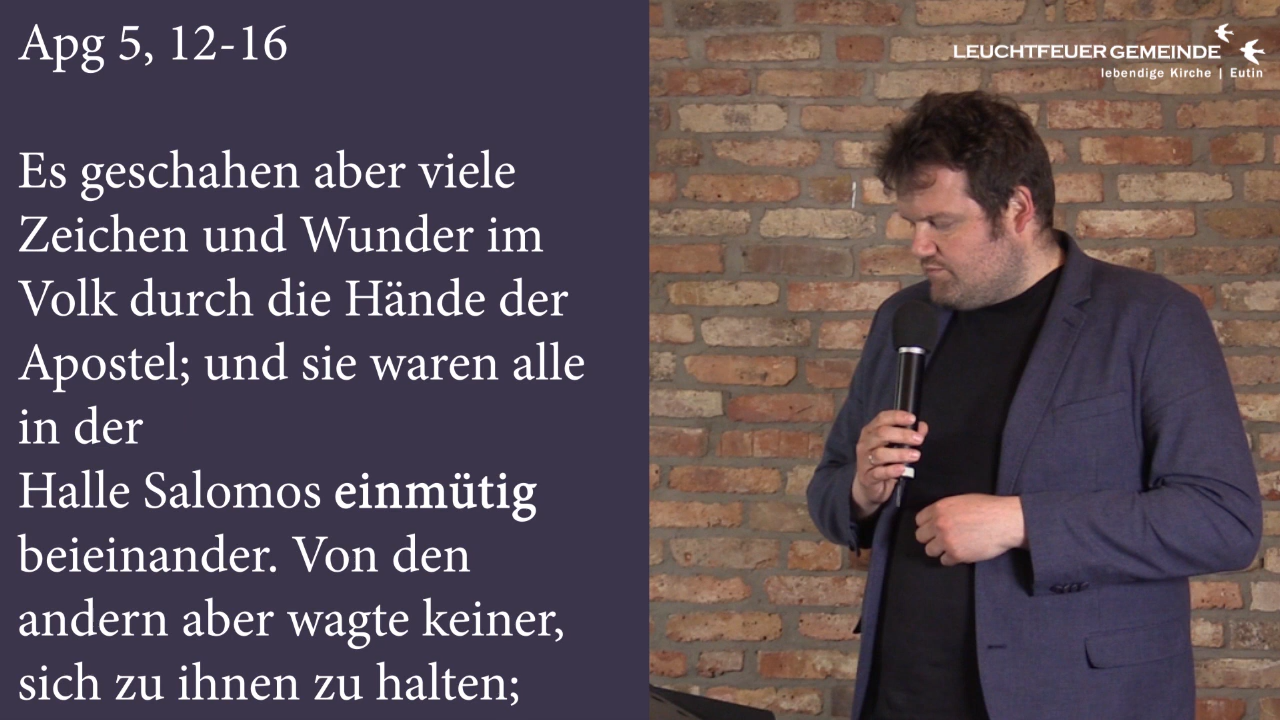 Apg 5, 12-16
Es geschahen aber viele
Zeichen und Wunder im
Volk durch die Hände der
Apostel; und sie waren alle
in der
Halle Salomos einmütig
beieinander. Von den
andern aber wagte keiner,
sich zu ihnen zu halten;
LEUCHTFEUER GEMEINDE
lebendige Kirche | Eutin